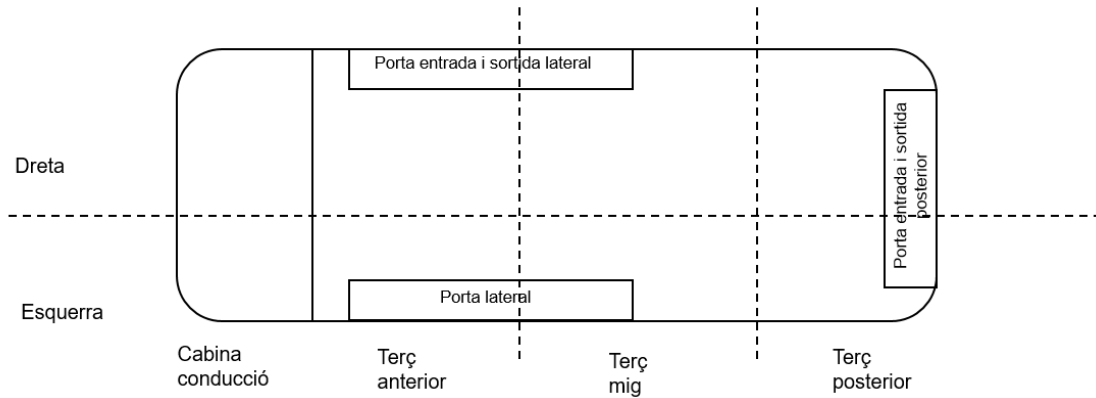 Porta entrada i sortida lateral
Dreta
Porta entrada i sortida
posterior
Porta lateral
Esquerra
Cabina
conducció
Terç
anterior
Terç
mig
Terç
posterior